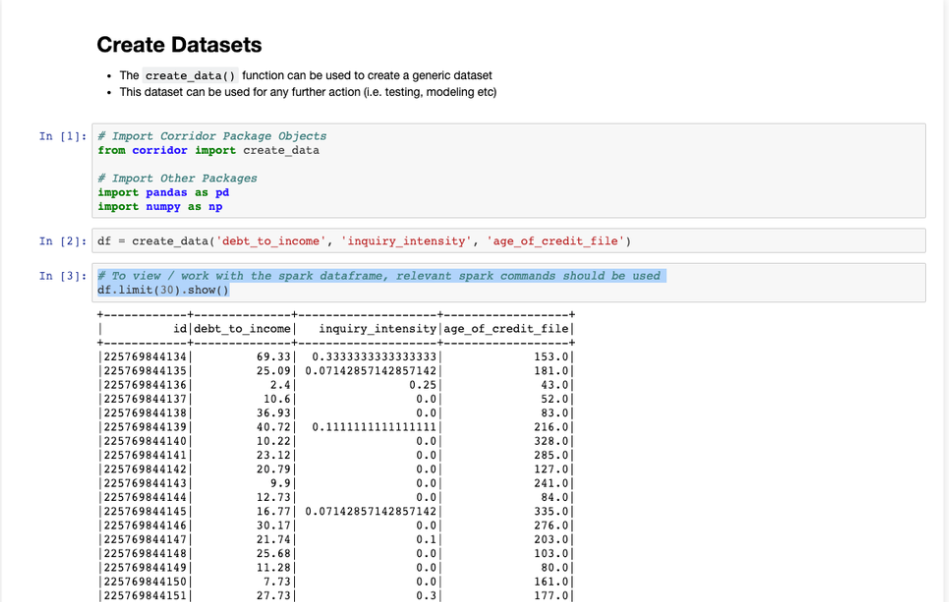 Create Datasets
• The create_data() function can be used to create a generic dataset
• This dataset can be used for any further action (i.e. testing, modeling etc)
In [1]: # Import Corridor Package Objects
from corridor import create_data
# Import Other Packages
import pandas as pd
import numpy as np
In [2]: df = create_data('debt_to_income', 'inquiry_intensity', 'age_of_credit_file')
In [3]: # To view / work with the spark dataframe, relevant spark commands should be used
df.limit(30).show()
+------------+--------------+-------------------+------------------+
|          id|debt_to_income|  inquiry_intensity|age_of_credit_file|
+------------+--------------+-------------------+------------------+
|225769844134|         69.33| 0.3333333333333333|             153.0|
|225769844135|         25.09| 0.07142857142857142|             181.0|
|225769844136|           2.4|               0.25|              43.0|
|225769844137|          10.6|                0.0|              52.0|
|225769844138|         36.93|                0.0|              83.0|
|225769844139|         40.72| 0.1111111111111111|             216.0|
|225769844140|         10.22|                0.0|             328.0|
|225769844141|         23.12|                0.0|             285.0|
|225769844142|         20.79|                0.0|             127.0|
|225769844143|           9.9|                0.0|             241.0|
|225769844144|         12.73|                0.0|              84.0|
|225769844145|         16.77| 0.07142857142857142|             335.0|
|225769844146|         30.17|                0.0|             276.0|
|225769844147|         21.74|                0.1|             203.0|
|225769844148|         25.68|                0.0|             103.0|
|225769844149|         11.28|                0.0|              80.0|
|225769844150|          7.73|                0.0|             161.0|
|225769844151|         27.73|                0.3|             177.0|